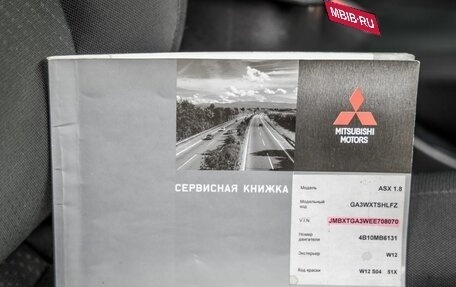 MBIB.RU
MITSUBISHI
MOTORS
СЕРВИСНАЯ КНИЖКА
Модель ASX 1.8
Модельный код GA3WXTSHLFZ
V.I.N. JMBXTGA3WEE708070
Номер двигателя 4B10MB6131
Экстерьер W12
Код краски W12 S04 51X